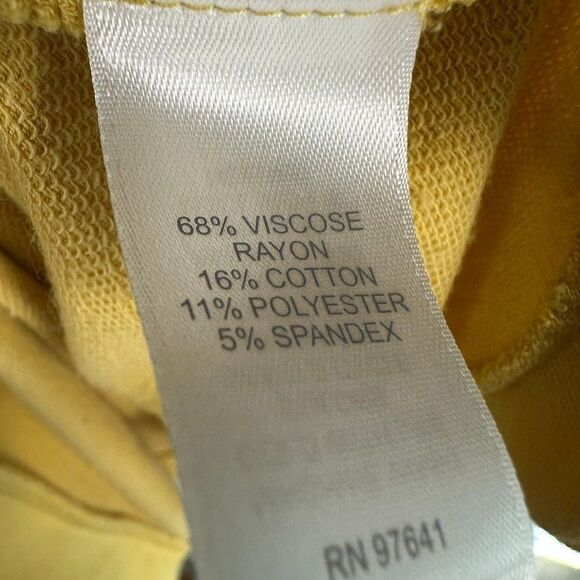 68% VISCOSE
RAYON
16% COTTON
11% POLYESTER
5% SPANDEX
RN 97641